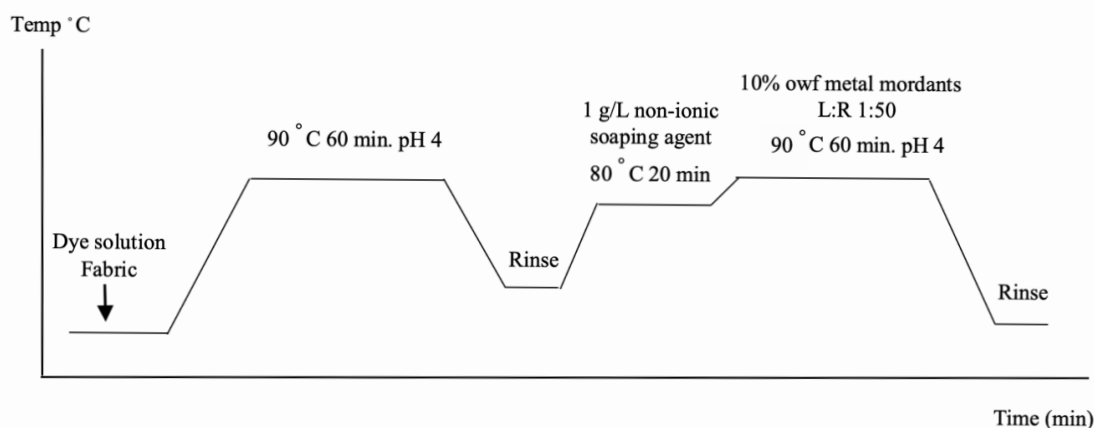 Temp °C
10% owf metal mordants
L:R 1:50
90 °C 60 min. pH 4
1 g/L non-ionic
soaping agent
80 °C 20 min
90 °C 60 min. pH 4
Dye solution
Fabric
Rinse
Rinse
Time (min)